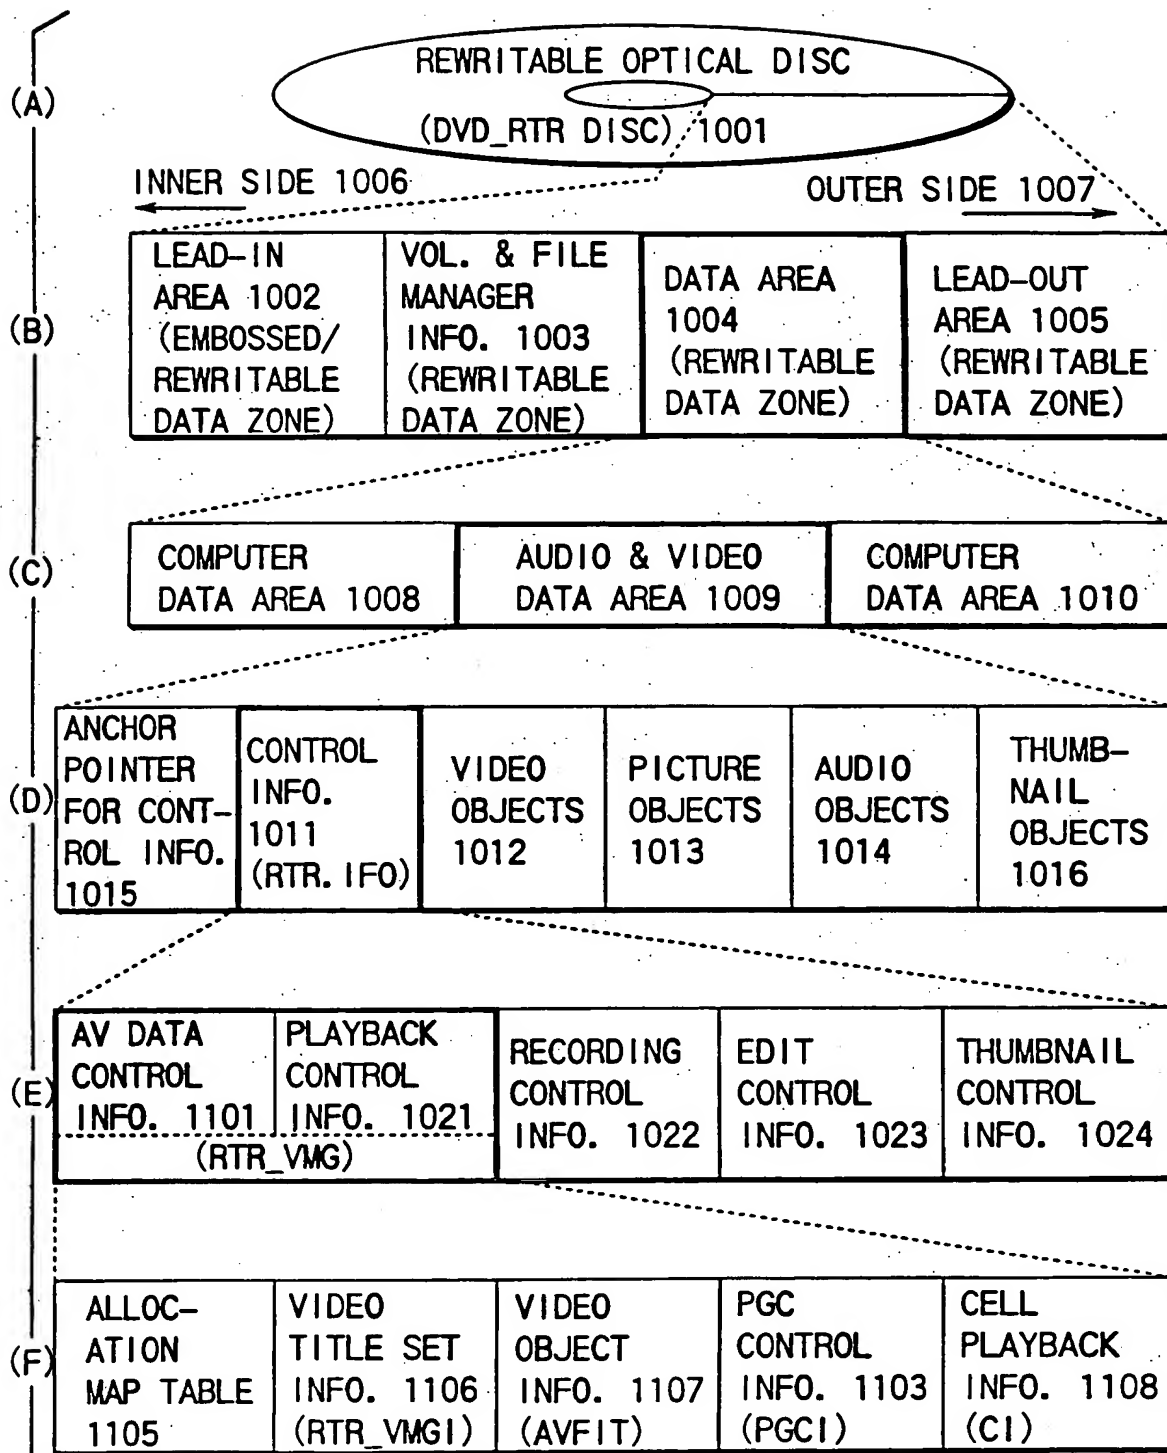 REWRITABLE OPTICAL DISC
(A)
(DVD_RTR DISC) 1001
INNER SIDE 1006
OUTER SIDE 1007
(B)
LEAD-IN
AREA 1002
(EMBOSSED/
REWRITABLE
DATA ZONE)
VOL. & FILE
MANAGER
INFO. 1003
(REWRITABLE
DATA ZONE)
DATA AREA
1004
(REWRITABLE
DATA ZONE)
LEAD-OUT
AREA 1005
(REWRITABLE
DATA ZONE)
(C)
COMPUTER
DATA AREA 1008
AUDIO & VIDEO
DATA AREA 1009
COMPUTER
DATA AREA 1010
(D)
ANCHOR
POINTER
FOR CONT-
ROL INFO.
1015
CONTROL
INFO.
1011
(RTR.IFO)
VIDEO
OBJECTS
1012
PICTURE
OBJECTS
1013
AUDIO
OBJECTS
1014
THUMB-
NAIL
OBJECTS
1016
(E)
AV DATA
CONTROL
INFO. 1101
PLAYBACK
CONTROL
INFO. 1021
(RTR_VMG)
RECORDING
CONTROL
INFO. 1022
EDIT
CONTROL
INFO. 1023
THUMBNAIL
CONTROL
INFO. 1024
(F)
ALLOC-
ATION
MAP TABLE
1105
VIDEO
TITLE SET
INFO. 1106
(RTR_VMGI)
VIDEO
OBJECT
INFO. 1107
(AVFIT)
PGC
CONTROL
INFO. 1103
(PGCI)
CELL
PLAYBACK
INFO. 1108
(CI)